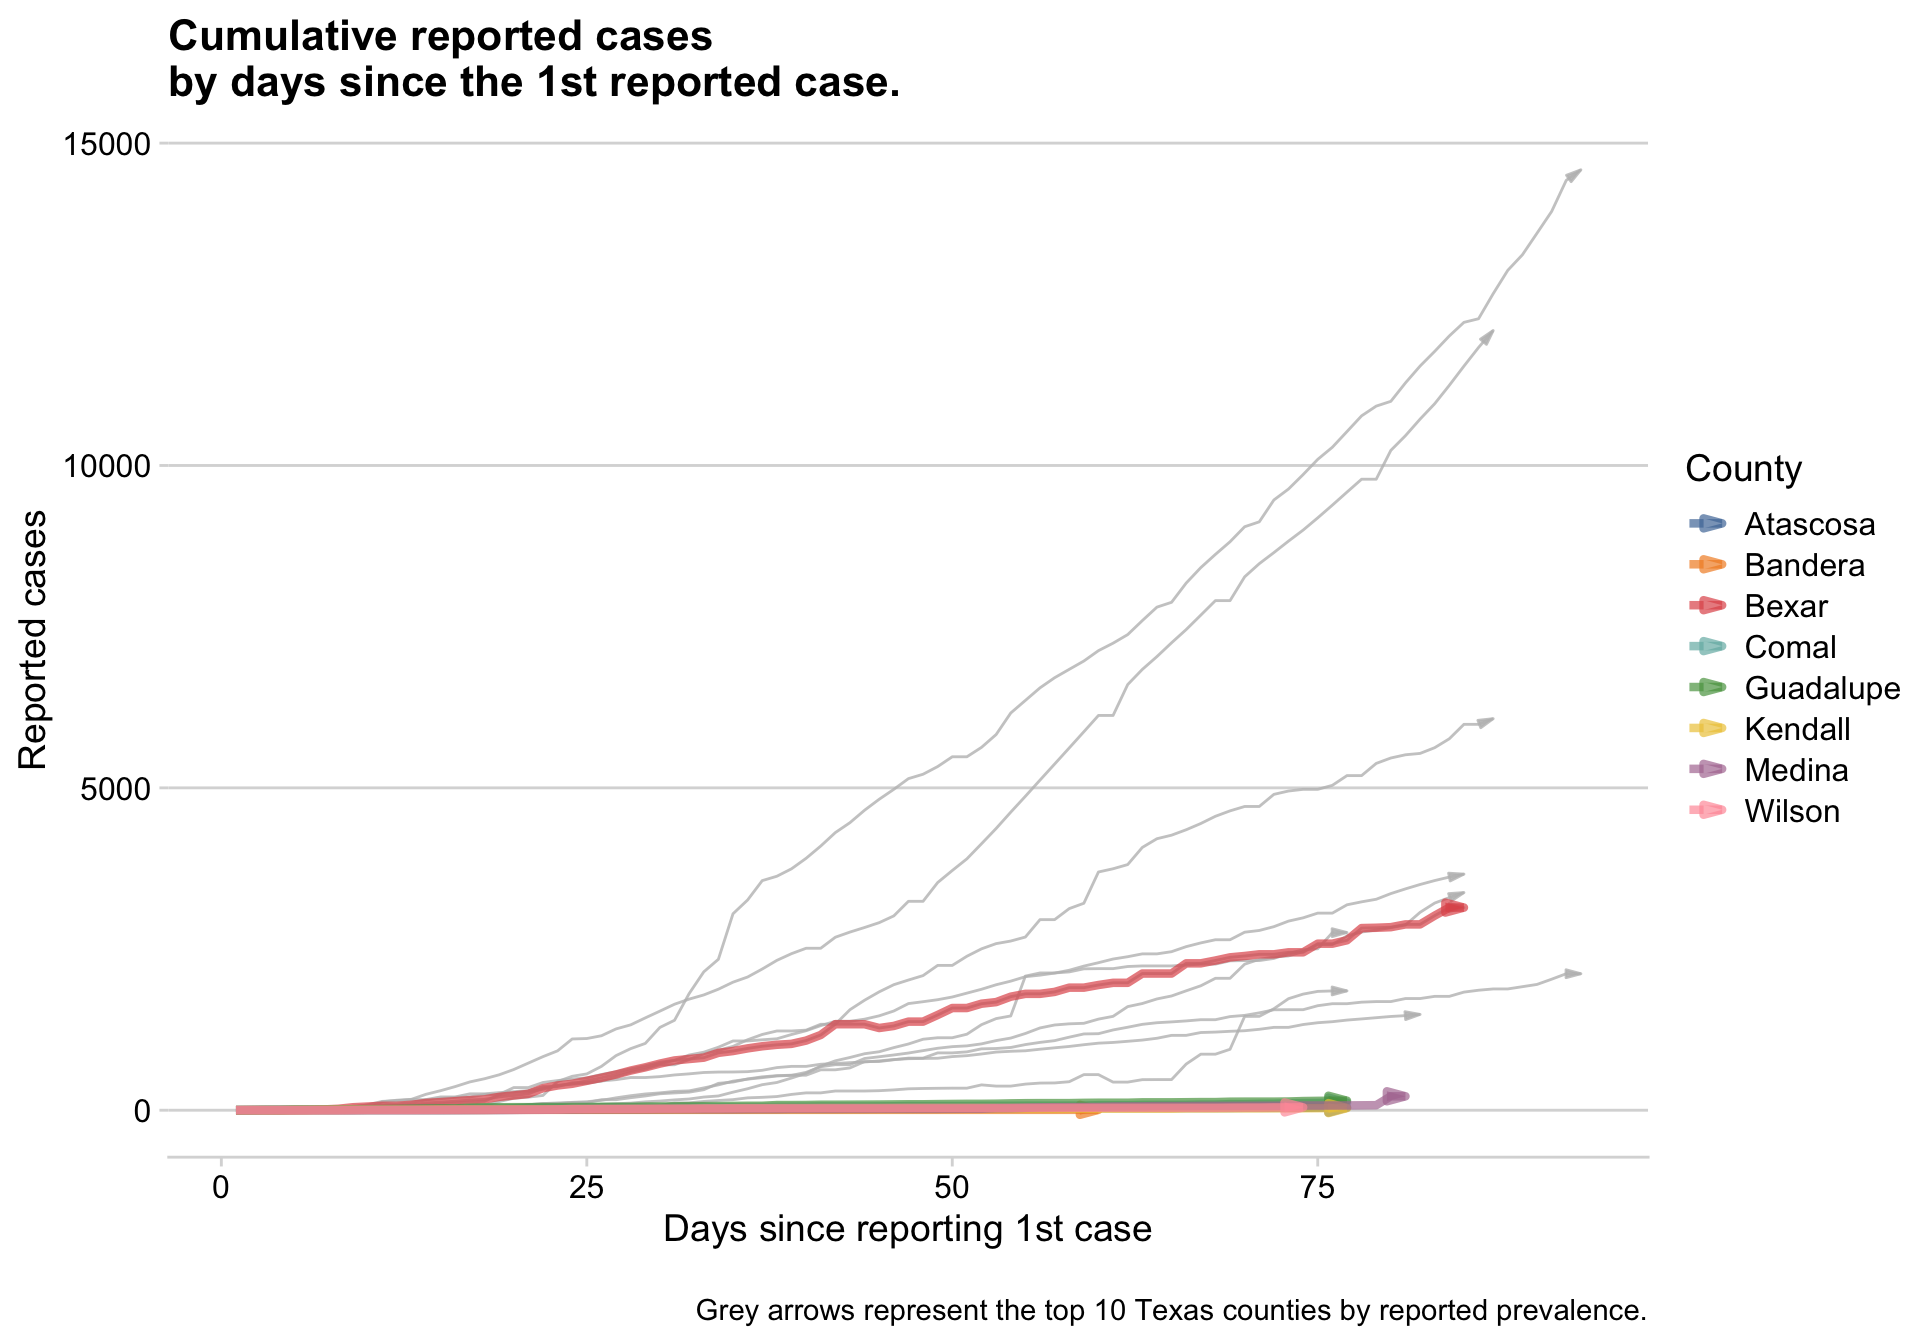 Cumulative reported cases
by days since the 1st reported case.
15000
10000
5000
0
Reported cases
0 25 50 75
Days since reporting 1st case
County
Atascosa
Bandera
Bexar
Comal
Guadalupe
Kendall
Medina
Wilson
Grey arrows represent the top 10 Texas counties by reported prevalence.